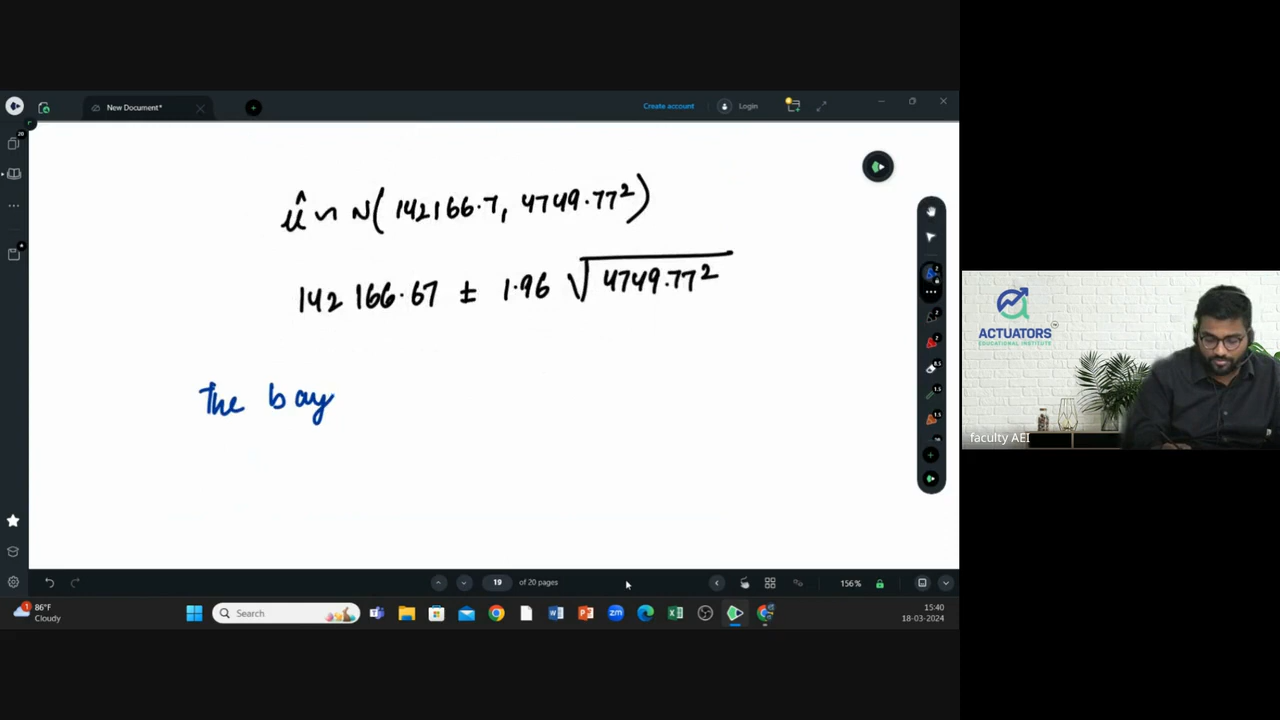 New Document*
Create account
Login
20
û ~ N( 142166.7, 4749.77²)
142166.67 ± 1.96 √4749.77²
The bay
ACTUATORS
EDUCATIONAL INSTITUTE
faculty AEI
19 of 20 pages
156%
86°F
Cloudy
Search
15:40
18-03-2024